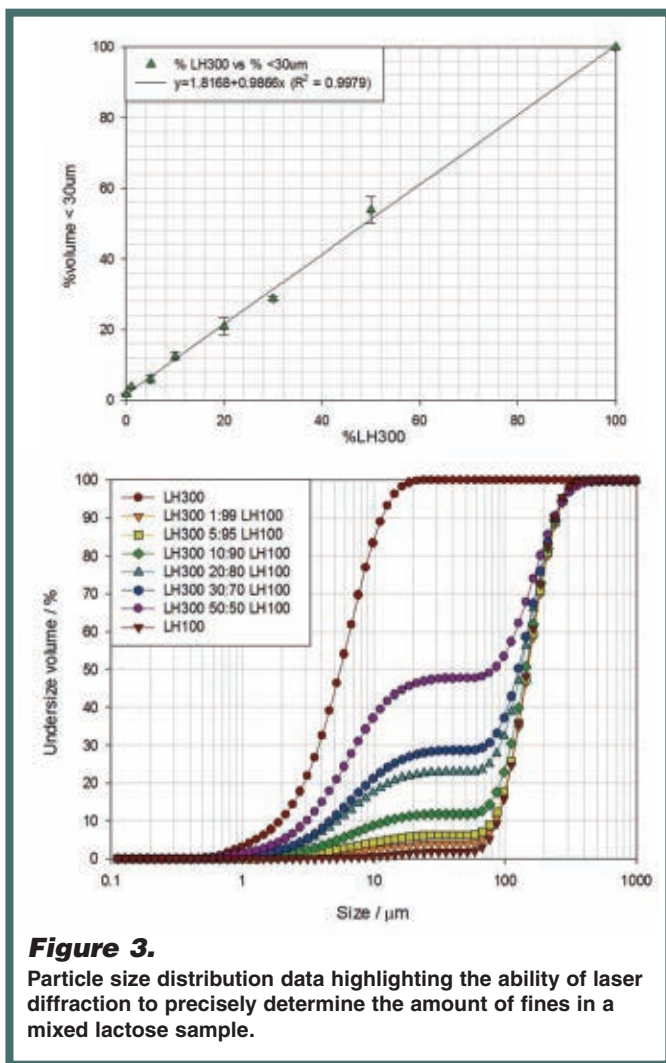 100
80
60
40
20
0
%volume < 30um
% LH300 vs % <30um
y=1.8168+0.9866x (R² = 0.9979)
0 20 40 60 80 100
%LH300
100
90
80
70
60
50
40
30
20
10
0
Undersize volume / %
LH300
LH300 1:99 LH100
LH300 5:95 LH100
LH300 10:90 LH100
LH300 20:80 LH100
LH300 30:70 LH100
LH300 50:50 LH100
LH100
0.1 1 10 100 1000
Size / µm
Figure 3.
Particle size distribution data highlighting the ability of laser
diffraction to precisely determine the amount of fines in a
mixed lactose sample.